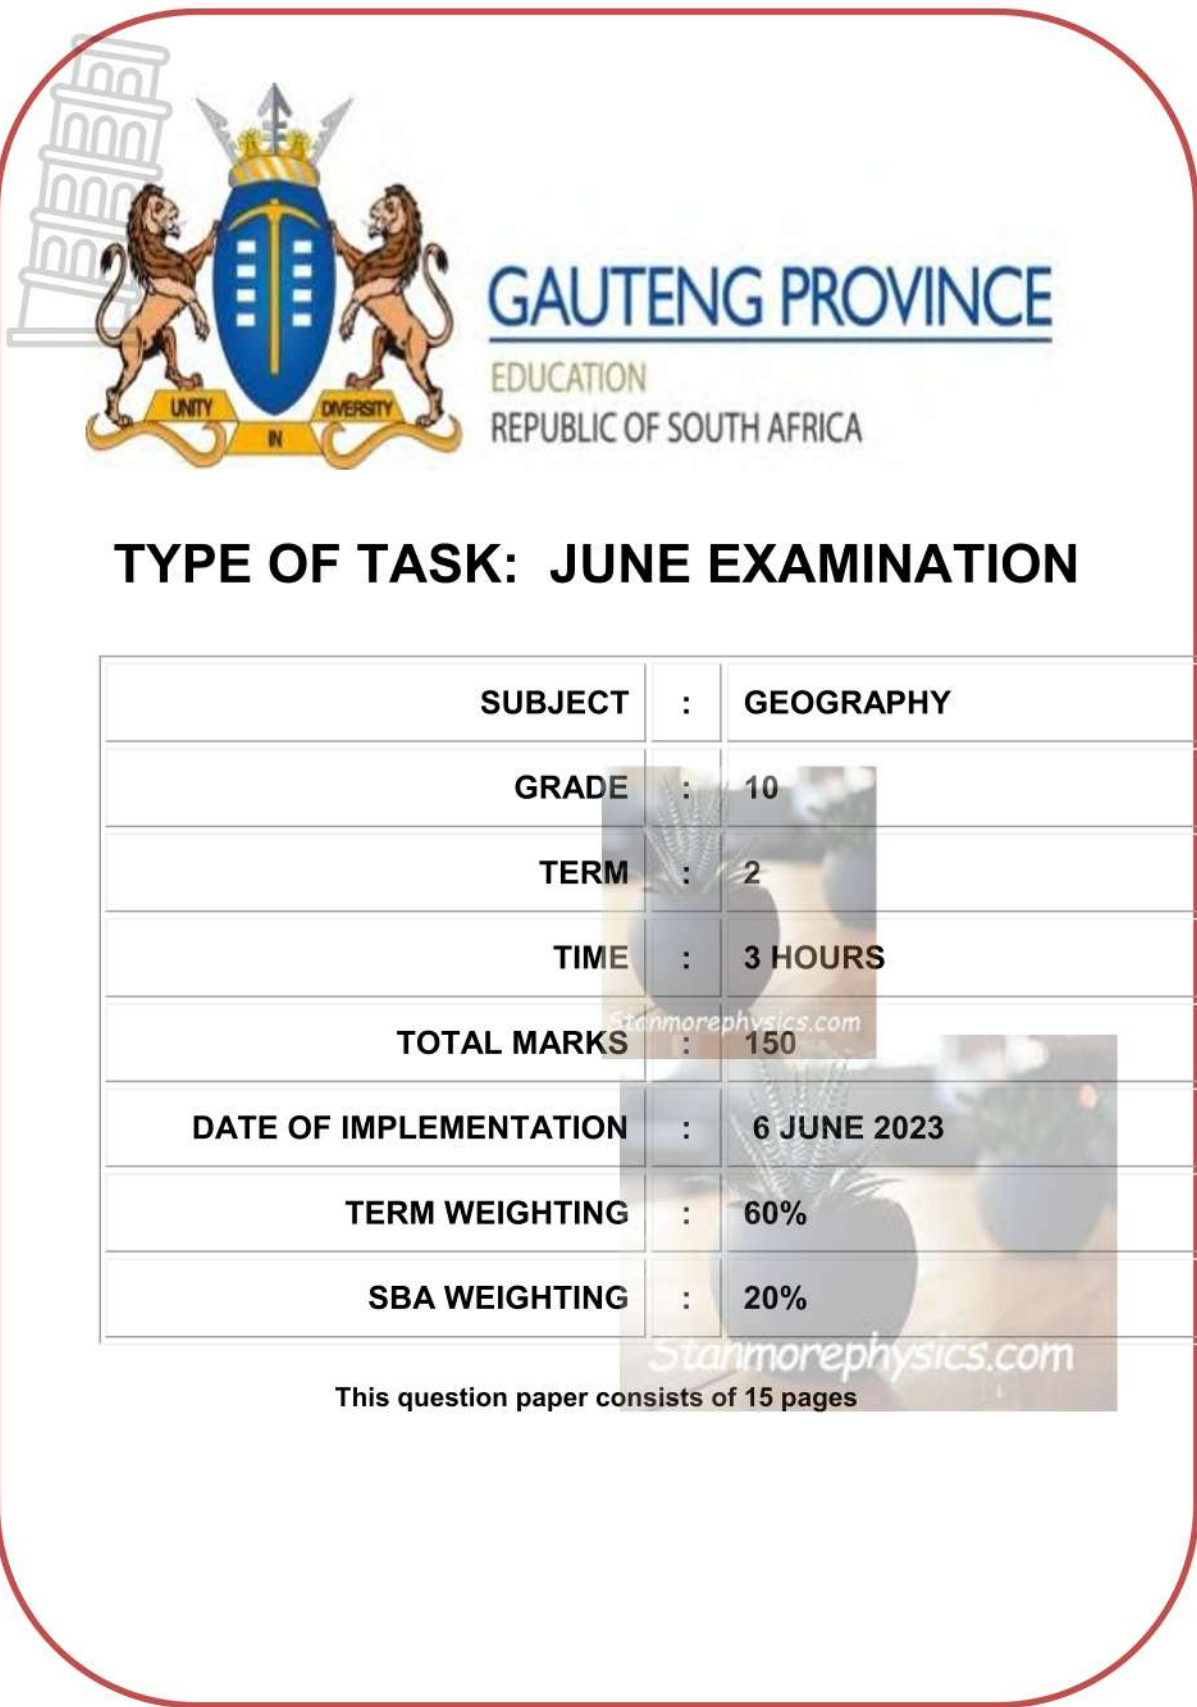 GAUTENG PROVINCE
EDUCATION
REPUBLIC OF SOUTH AFRICA
UNITY
IN
DIVERSITY
TYPE OF TASK: JUNE EXAMINATION
SUBJECT : GEOGRAPHY
GRADE : 10
TERM : 2
TIME : 3 HOURS
Stanmorephysics.com
TOTAL MARKS : 150
DATE OF IMPLEMENTATION : 6 JUNE 2023
TERM WEIGHTING : 60%
SBA WEIGHTING : 20%
Stanmorephysics.com
This question paper consists of 15 pages